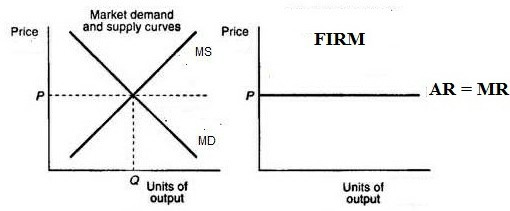 Market demand
and supply curves
Price
MS
P
MD
Q
Units of
output
Price
FIRM
P
AR = MR
Units of
output